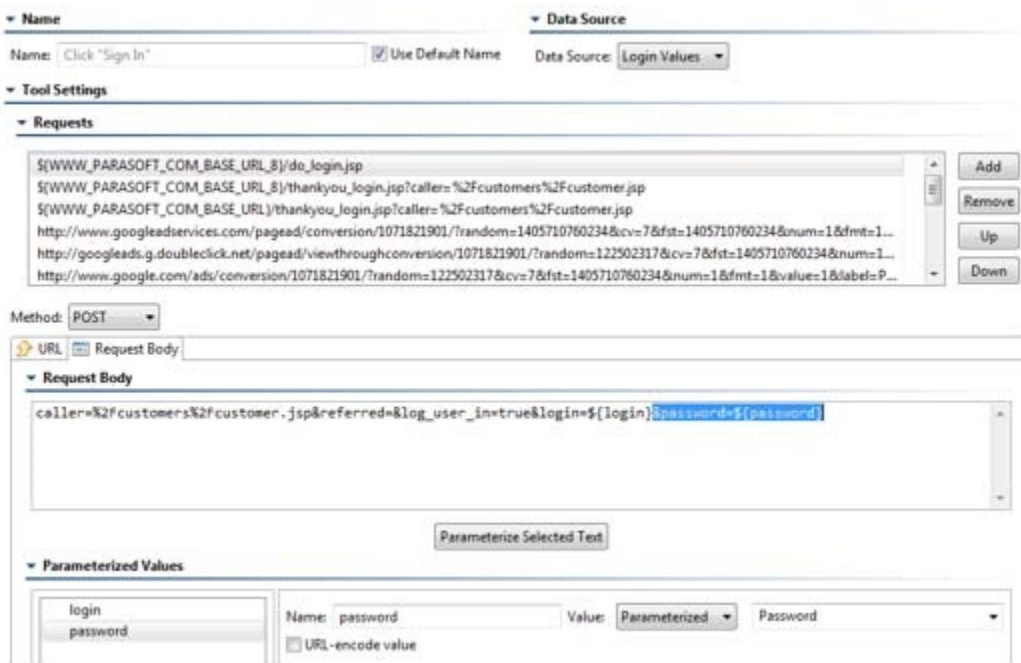 Name
Data Source
Name: Click "Sign In"
Use Default Name
Data Source: Login Values
Tool Settings
Requests
${WWW_PARASOFT_COM_BASE_URL_8}/do_login.jsp
${WWW_PARASOFT_COM_BASE_URL_8}/thankyou_login.jsp?caller=%2Fcustomers%2Fcustomer.jsp
${WWW_PARASOFT_COM_BASE_URL}/thankyou_login.jsp?caller=%2Fcustomers%2Fcustomer.jsp
http://www.googleadservices.com/pagead/conversion/1071821901/?random=1405710760234&cv=7&fst=1405710760234&num=1&fmt=1...
http://googleads.g.doubleclick.net/pagead/viewthroughconversion/1071821901/?random=122502317&cv=7&fst=1405710760234&num=1...
http://www.google.com/ads/conversion/1071821901/?random=122502317&cv=7&fst=1405710760234&num=1&fmt=1&value=1&label=P...
Add
Remove
Up
Down
Method: POST
URL
Request Body
Request Body
caller=%2Fcustomers%2Fcustomer.jsp&referred=&log_user_in=true&login=${login}&password=${password}
Parameterize Selected Text
Parameterized Values
login
password
Name: password
Value: Parameterized
Password
URL-encode value